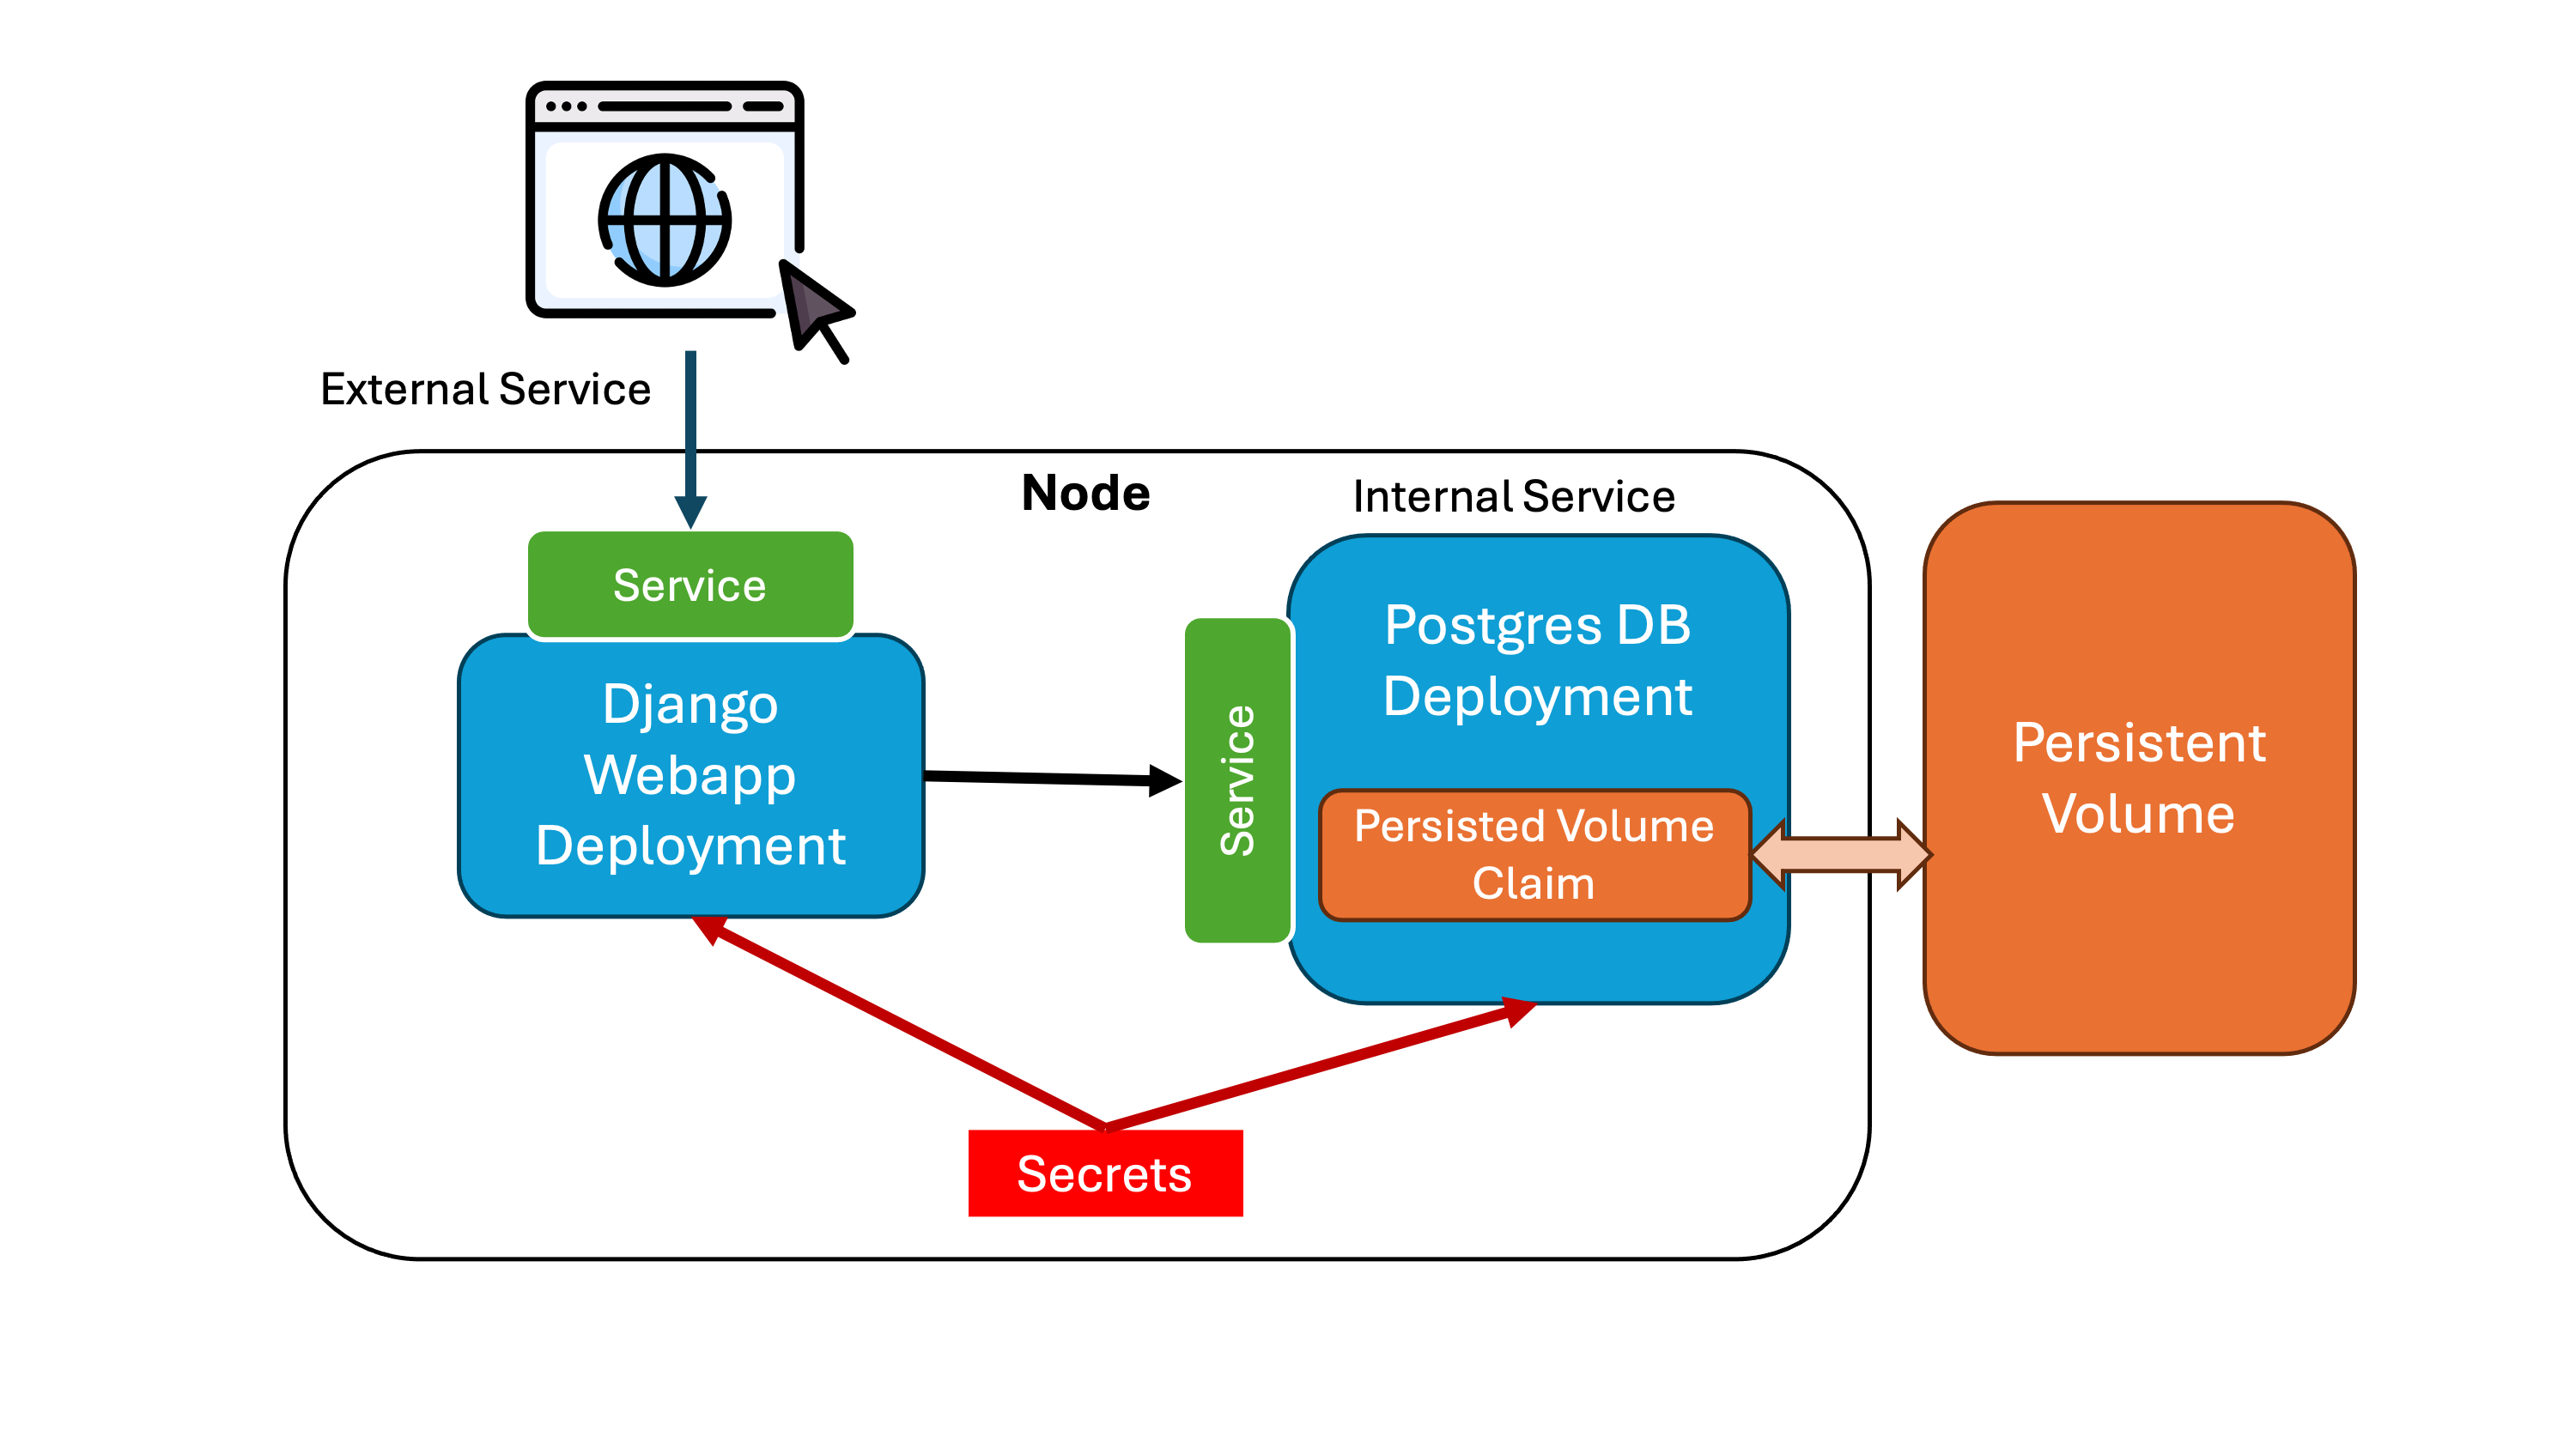 External Service
Node
Internal Service
Service
Django
Webapp
Deployment
Service
Postgres DB
Deployment
Persisted Volume
Claim
Persistent
Volume
Secrets